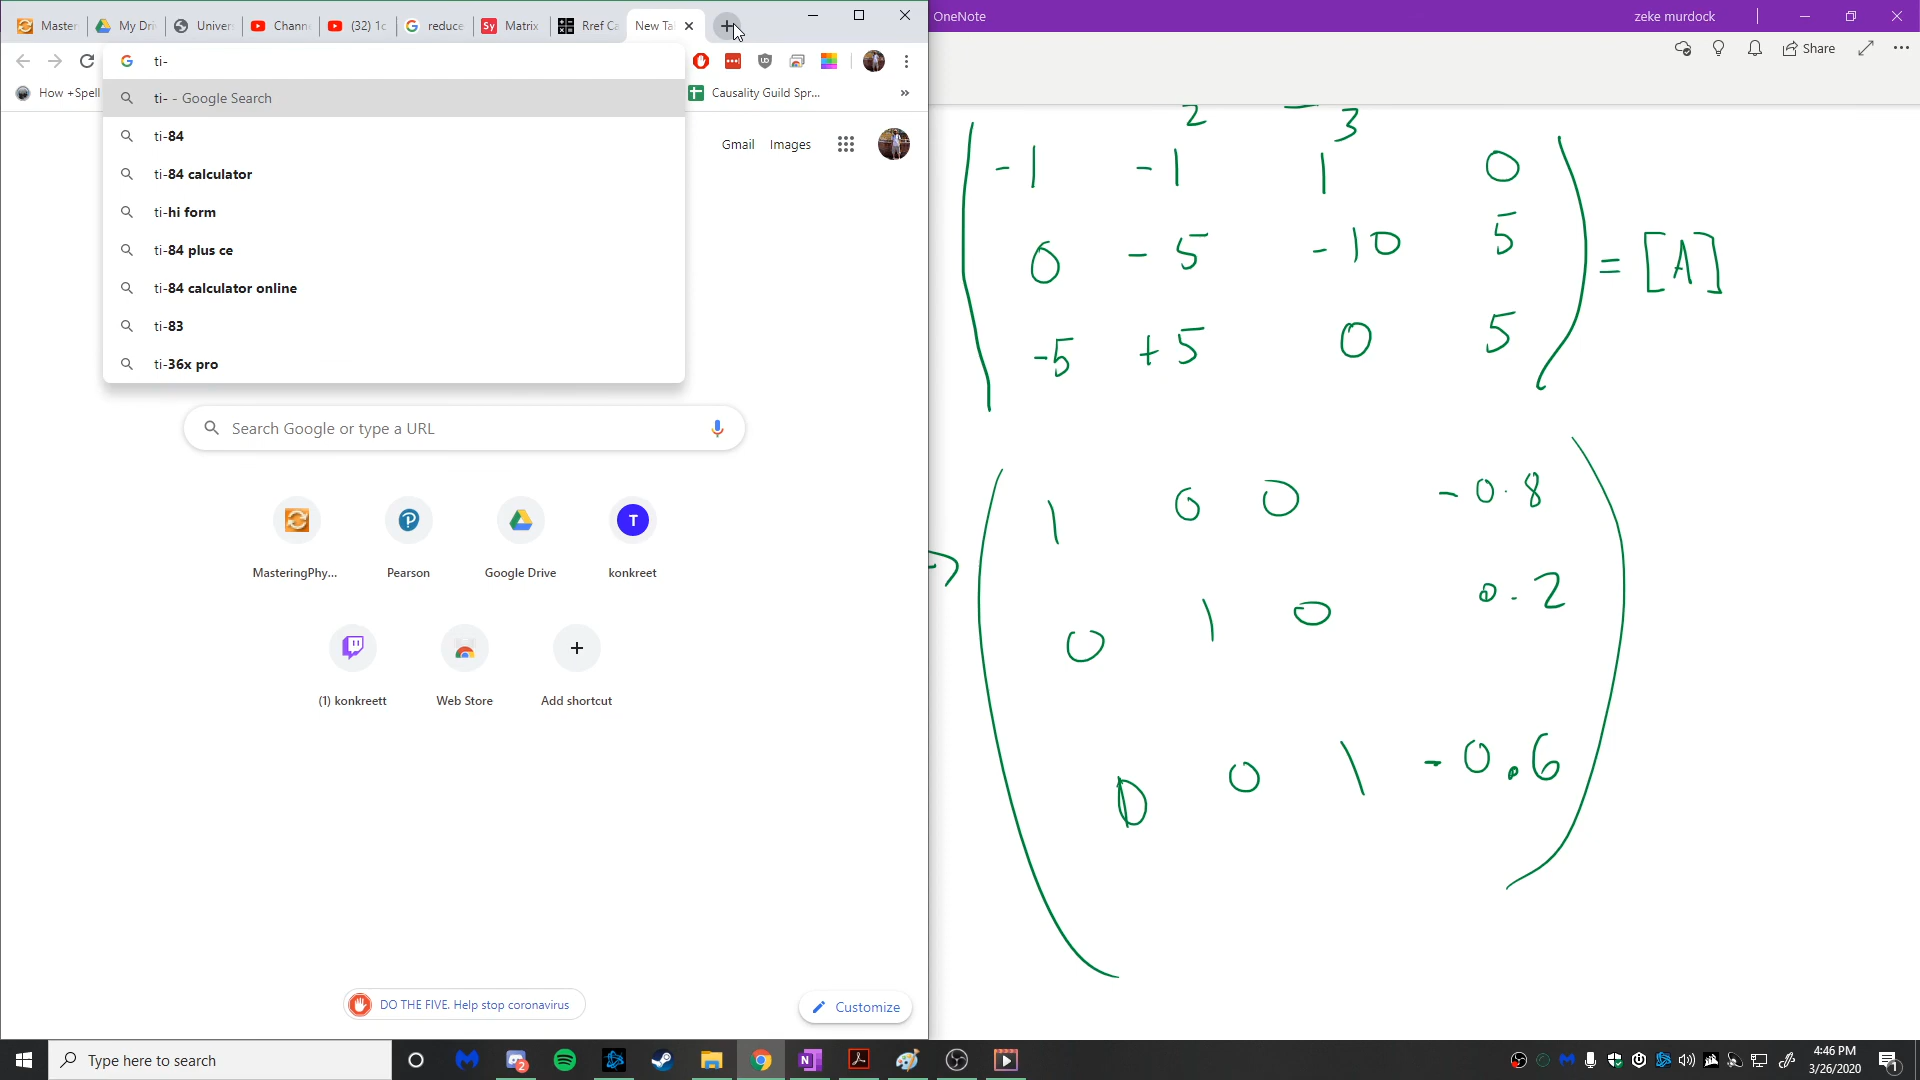 Master
My Dri
Univer
Chann
(32) 1c
reduce
Sy Matrix
Rref Ca
New Ta
ti-
How +Spell
Causality Guild Spr...
»
ti- - Google Search
ti-84
ti-84 calculator
ti-hi form
ti-84 plus ce
ti-84 calculator online
ti-83
ti-36x pro
Gmail Images
Search Google or type a URL
T
MasteringPhy...
Pearson
Google Drive
konkreet
(1) konkreett
Web Store
Add shortcut
DO THE FIVE. Help stop coronavirus
Customize
OneNote
zeke murdock
Share
2 3
-1 -1 1 0
0 -5 -10 5
= [A]
-5 +5 0 5
1 0 0 -0.8
0 1 0 0.2
0 0 1 -0.6
Type here to search
2
4:46 PM
3/26/2020
1